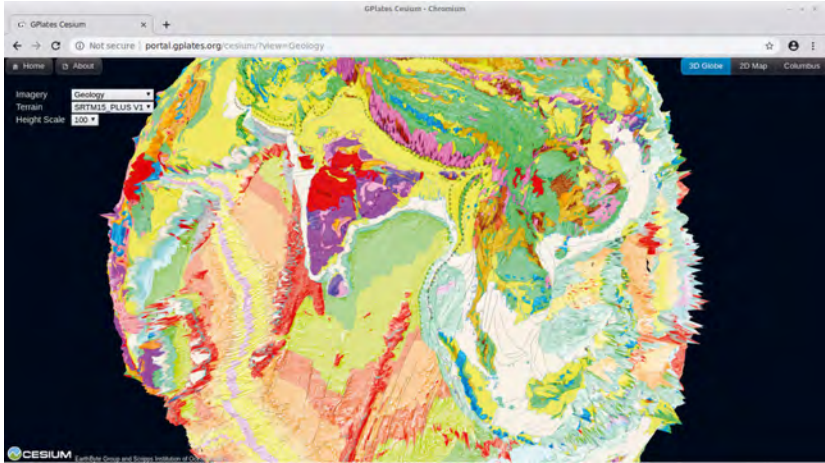 GPlates Cesium - Chromium
GPlates Cesium × +
Not secure | portal.gplates.org/cesium/?view=Geology
Home About 3D Globe 2D Map Columbus
Imagery Geology
Terrain SRTM15_PLUS V1
Height Scale 100
CESIUM EarthByte Group and Scripps Institution of